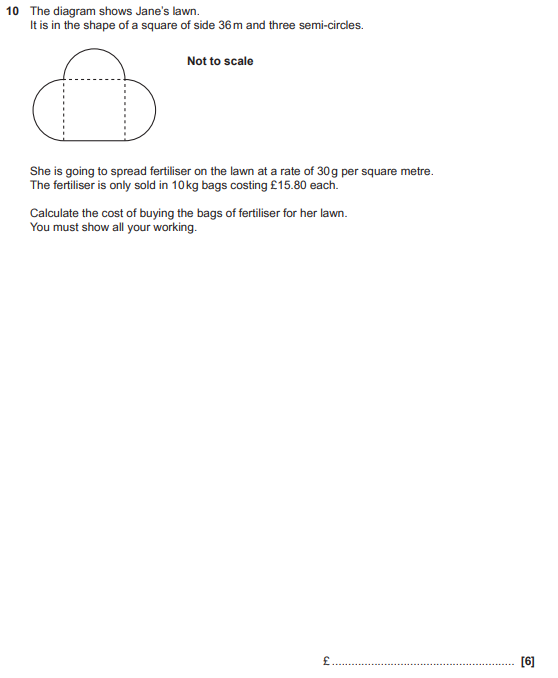 10 The diagram shows Jane's lawn.
It is in the shape of a square of side 36 m and three semi-circles.
Not to scale
She is going to spread fertiliser on the lawn at a rate of 30 g per square metre.
The fertiliser is only sold in 10 kg bags costing £15.80 each.
Calculate the cost of buying the bags of fertiliser for her lawn.
You must show all your working.
£ ........................................................ [6]